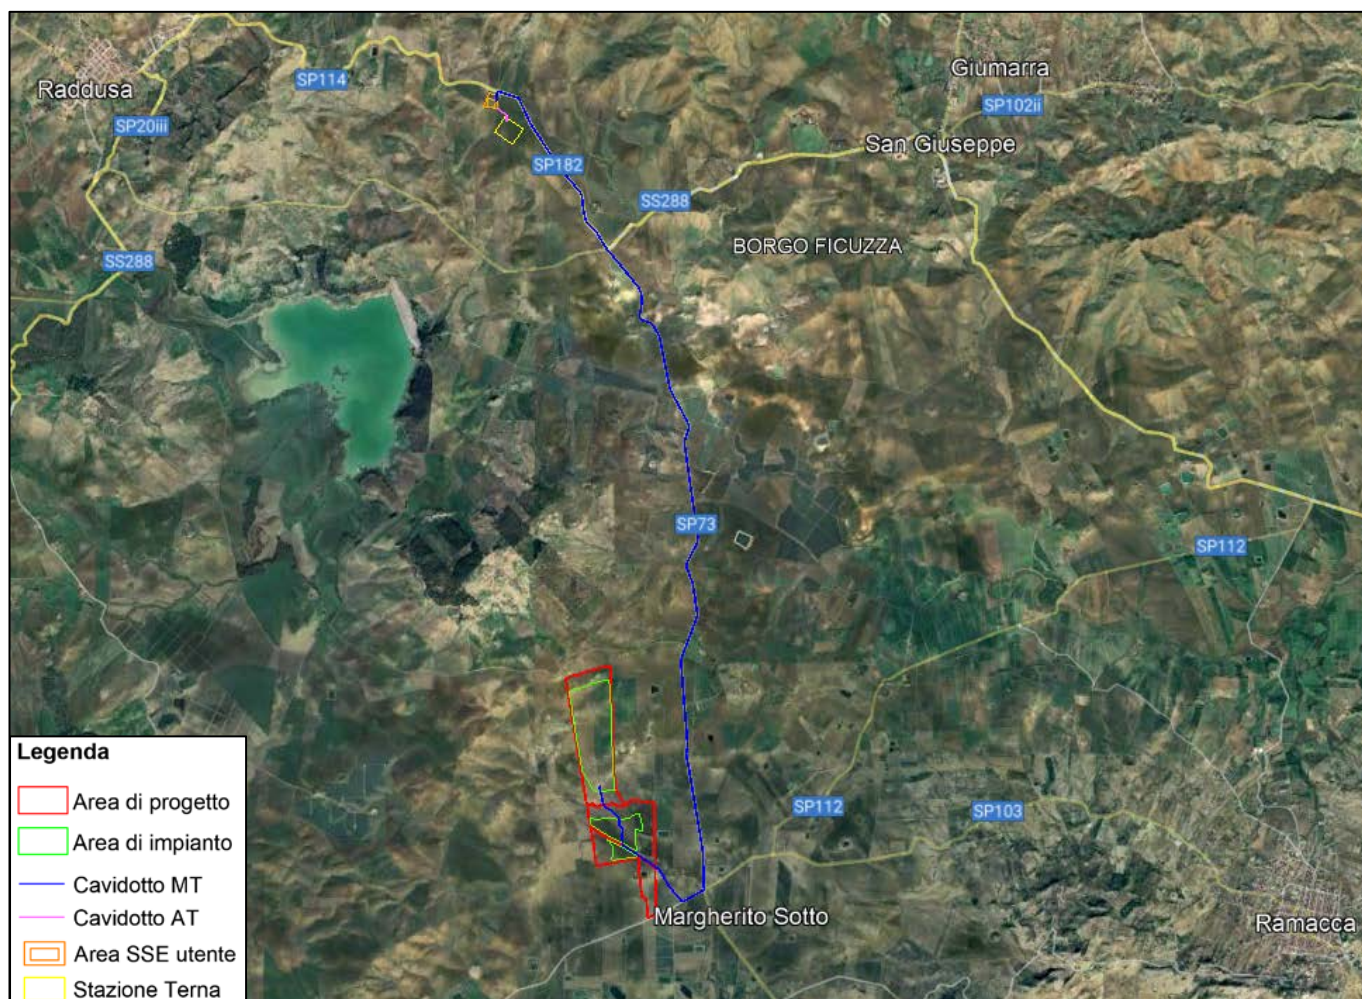 Giumarra
Raddusa
SP114
SP102ii
SP20iii
San Giuseppe
SP182
SS288
BORGO FICUZZA
SS288
SP73
SP112
SP112
SP103
Margherito Sotto
Ramacca
Legenda
Area di progetto
Area di impianto
Cavidotto MT
Cavidotto AT
Area SSE utente
Stazione Terna